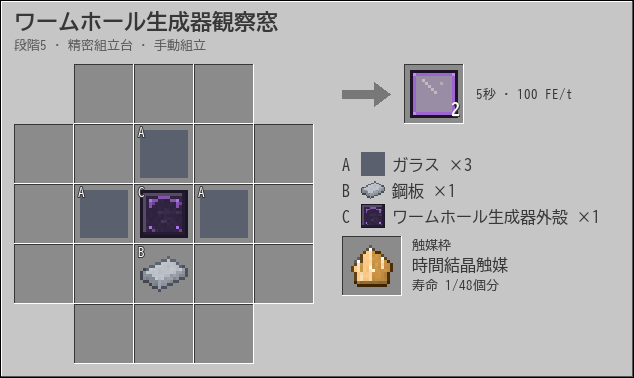 ワームホール生成器観察窓
段階5 · 精密組立台 · 手動組立
A
A
C
A
B
2
5秒 · 100 FE/t
A ガラス ×3
B 鋼板 ×1
C ワームホール生成器外殻 ×1
触媒枠
時間結晶触媒
寿命 1/48個分